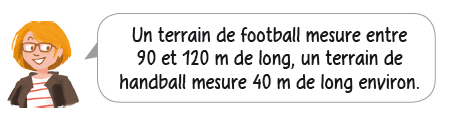 Un terrain de football mesure entre
90 et 120 m de long, un terrain de
handball mesure 40 m de long environ.